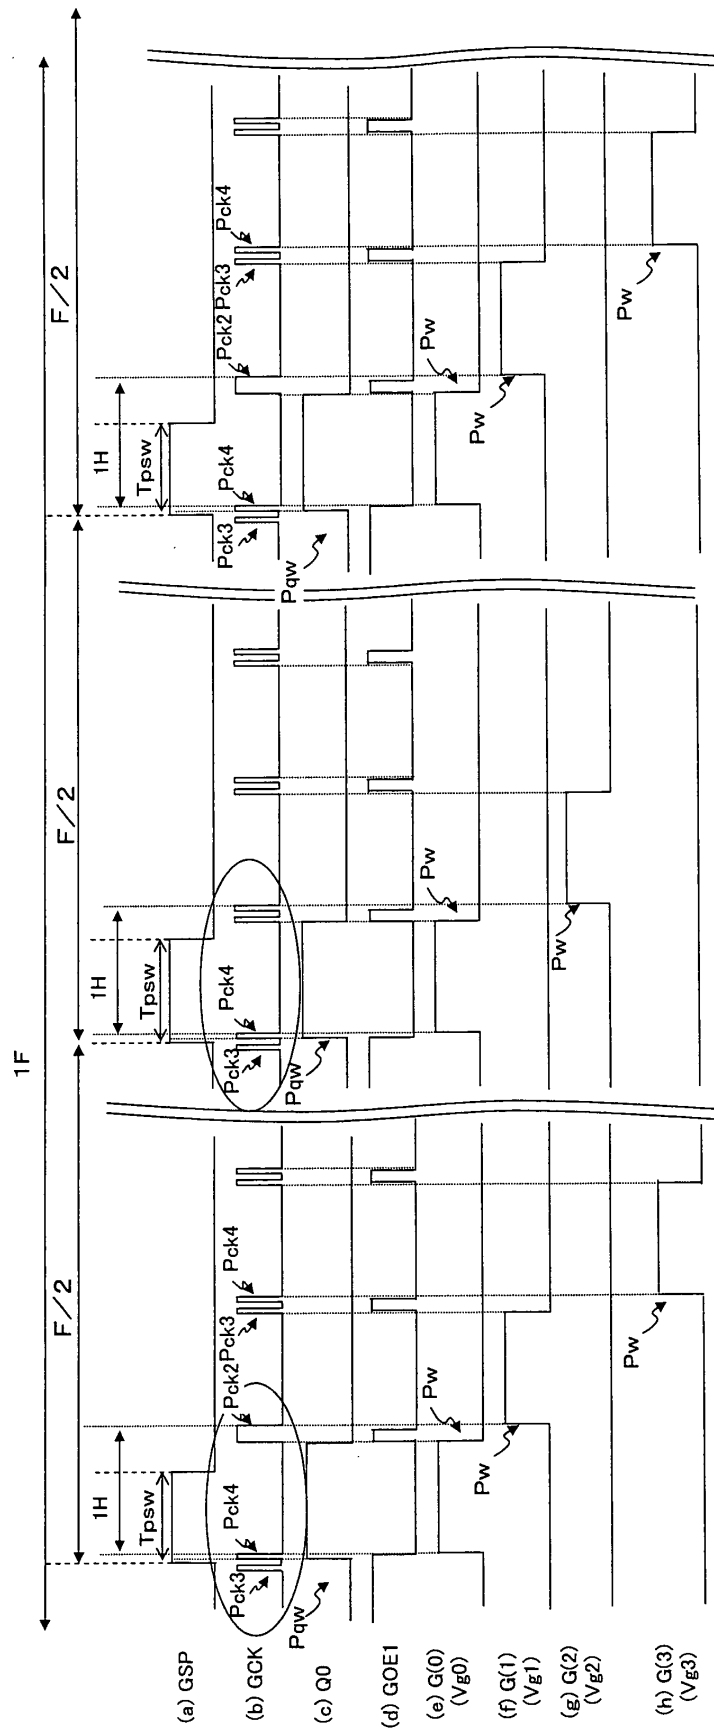 1F
F/2
F/2
F/2
1H
1H
1H
Tpsw
Tpsw
Tpsw
(a) GSP
(b) GCK
Pck3
Pck4
Pck2
Pck3
Pck4
Pck3
Pck4
Pck3
Pck4
Pck2
Pck3
Pck4
(c) Q0
Pqw
Pqw
Pqw
(d) GOE1
(e) G(0)
(Vg0)
Pw
Pw
Pw
(f) G(1)
(Vg1)
Pw
Pw
(g) G(2)
(Vg2)
Pw
(h) G(3)
(Vg3)
Pw
Pw